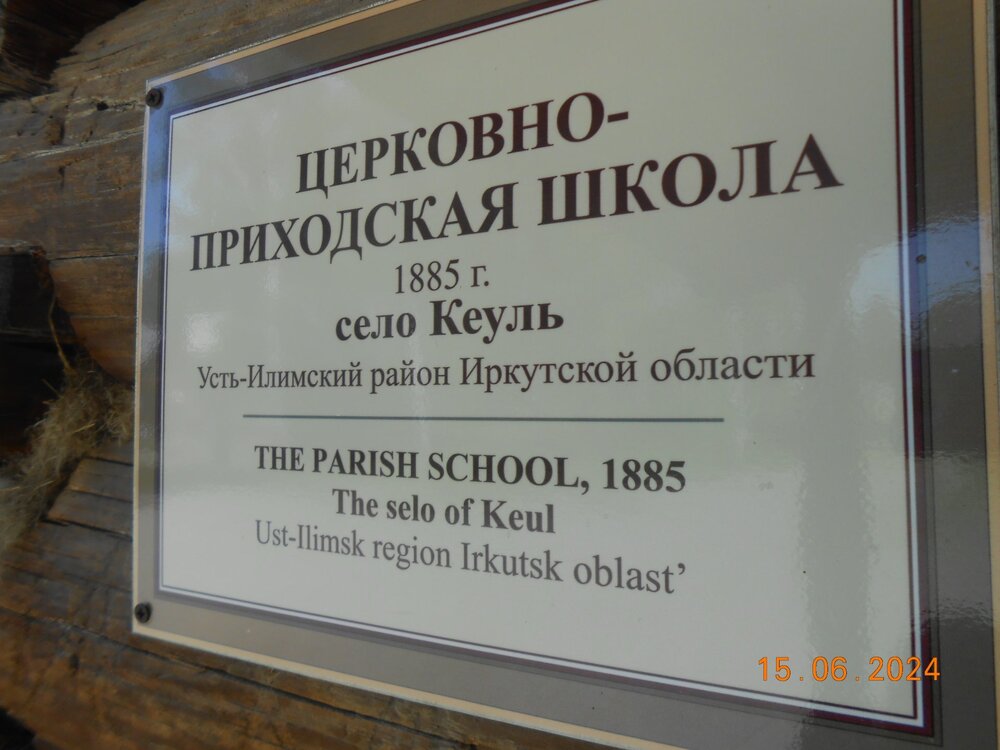 ЦЕРКОВНО-
ПРИХОДСКАЯ ШКОЛА
1885 г.
село Кеуль
Усть-Илимский район Иркутской области
THE PARISH SCHOOL, 1885
The selo of Keul
Ust-Ilimsk region Irkutsk oblast’
15.06.2024